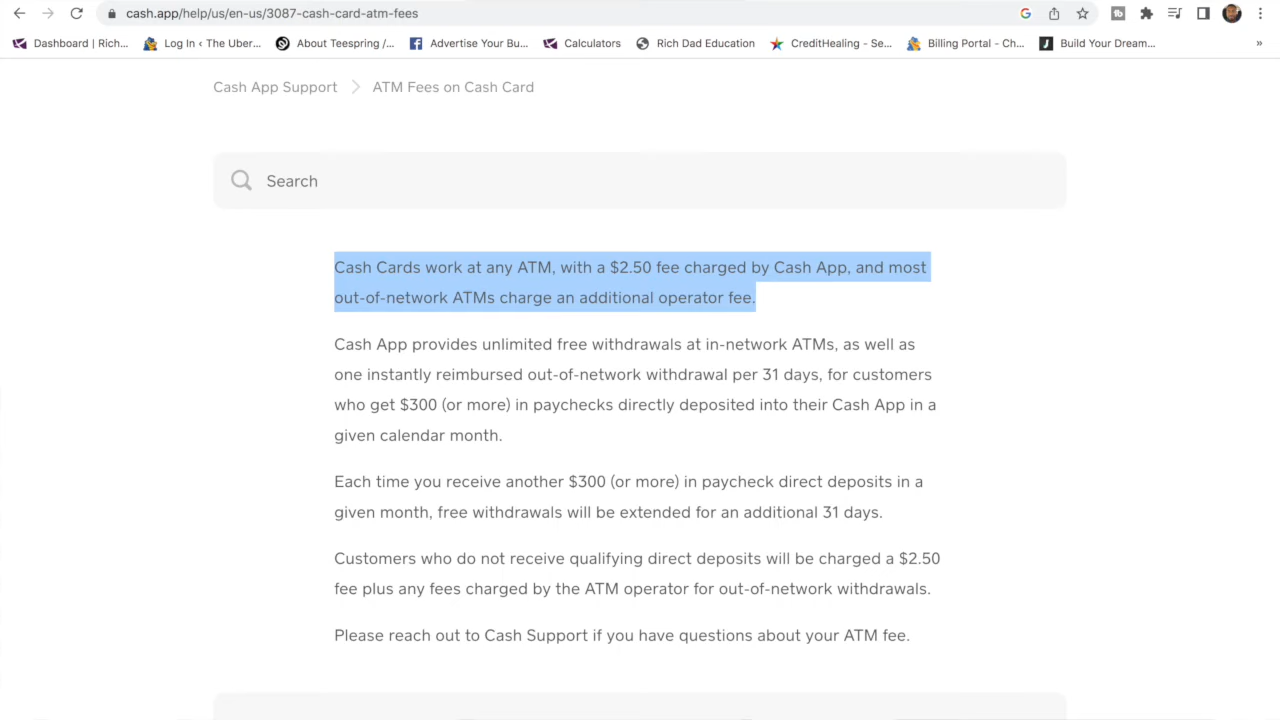 cash.app/help/us/en-us/3087-cash-card-atm-fees
Dashboard | Rich... Log In ‹ The Uber... About Teespring /... Advertise Your Bu... Calculators Rich Dad Education CreditHealing - Se... Billing Portal - Ch... Build Your Dream... »
Cash App Support ATM Fees on Cash Card
Search
Cash Cards work at any ATM, with a $2.50 fee charged by Cash App, and most
out-of-network ATMs charge an additional operator fee.
Cash App provides unlimited free withdrawals at in-network ATMs, as well as
one instantly reimbursed out-of-network withdrawal per 31 days, for customers
who get $300 (or more) in paychecks directly deposited into their Cash App in a
given calendar month.
Each time you receive another $300 (or more) in paycheck direct deposits in a
given month, free withdrawals will be extended for an additional 31 days.
Customers who do not receive qualifying direct deposits will be charged a $2.50
fee plus any fees charged by the ATM operator for out-of-network withdrawals.
Please reach out to Cash Support if you have questions about your ATM fee.